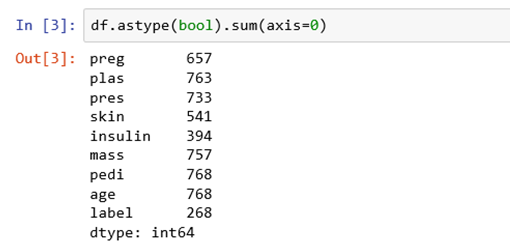 In [3]: df.astype(bool).sum(axis=0)
Out[3]: preg 657
plas 763
pres 733
skin 541
insulin 394
mass 757
pedi 768
age 768
label 268
dtype: int64